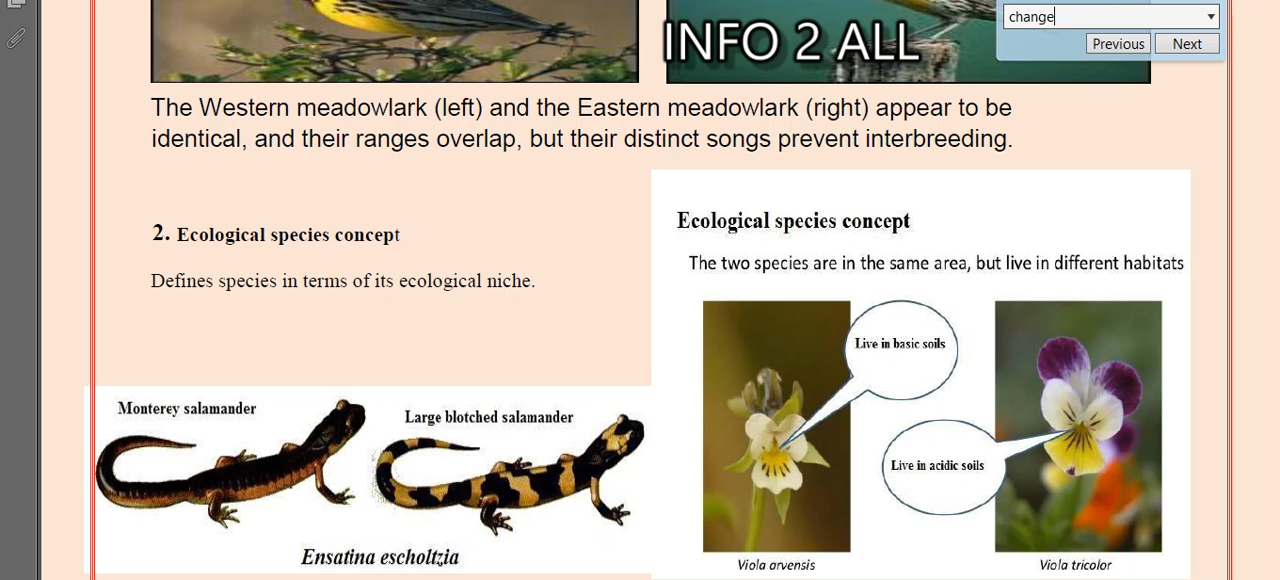 change
Previous Next
INFO 2 ALL
The Western meadowlark (left) and the Eastern meadowlark (right) appear to be
identical, and their ranges overlap, but their distinct songs prevent interbreeding.
2. Ecological species concept
Defines species in terms of its ecological niche.
Monterey salamander
Large blotched salamander
Ensatina escholtzia
Ecological species concept
The two species are in the same area, but live in different habitats
Live in basic soils
Live in acidic soils
Viola arvensis
Viola tricolor